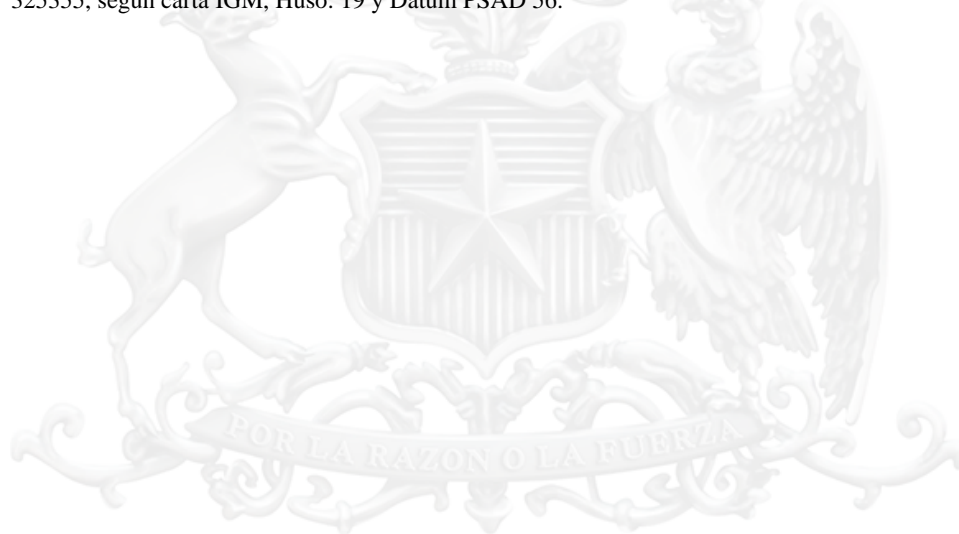 325355, según carta IGM, Huso: 19 y Datum PSAD 56.
POR LA RAZON O LA FUERZA